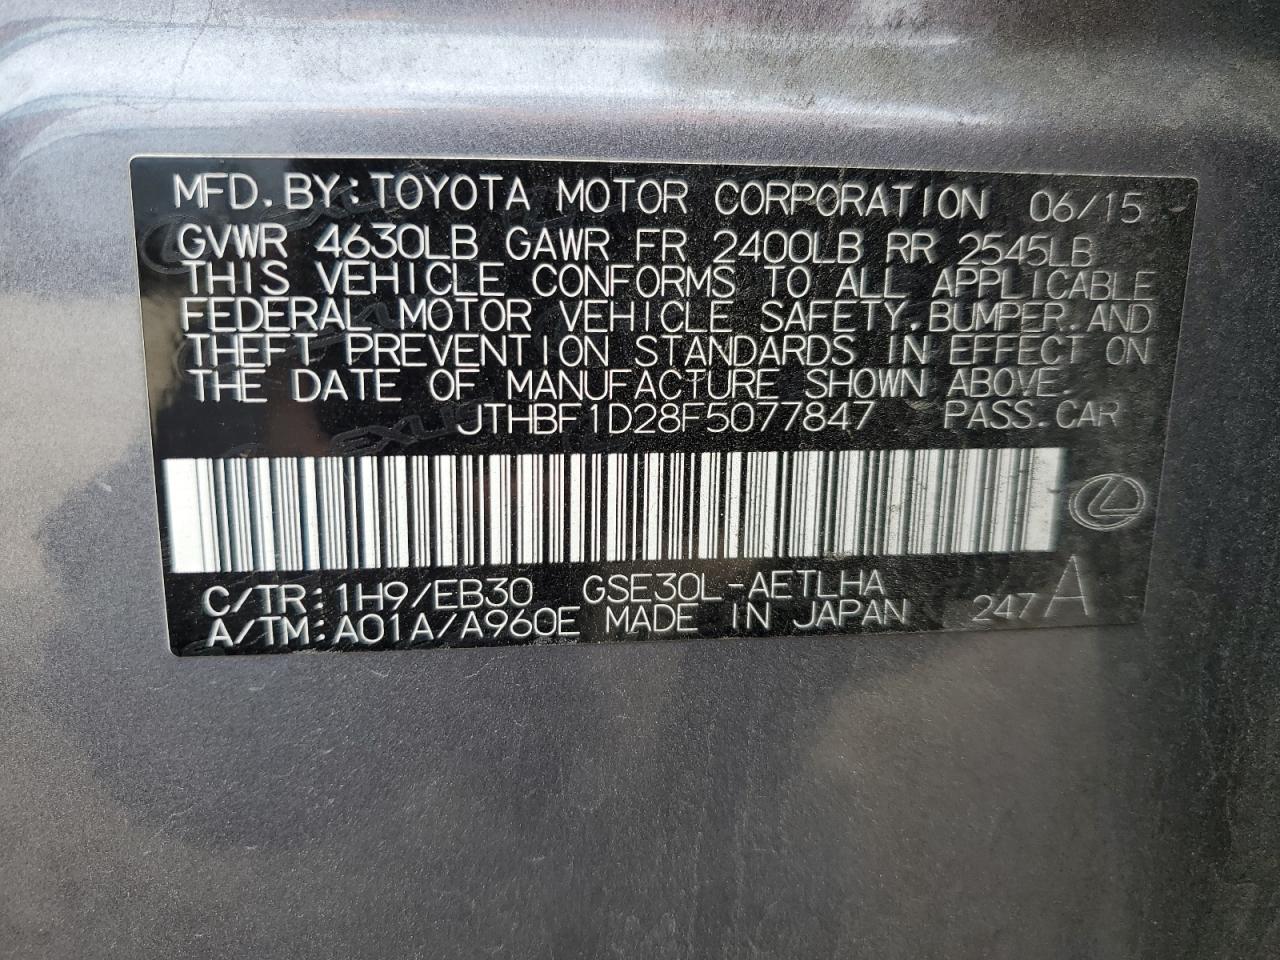 MFD. BY: TOYOTA MOTOR CORPORATION 06/15
GVWR 4630LB GAWR FR 2400LB RR 2545LB
THIS VEHICLE CONFORMS TO ALL APPLICABLE
FEDERAL MOTOR VEHICLE SAFETY, BUMPER, AND
THEFT PREVENTION STANDARDS IN EFFECT ON
THE DATE OF MANUFACTURE SHOWN ABOVE.
JTHBF1D28F5077847 PASS. CAR
C/TR: 1H9/EB30 GSE30L-AETLHA
A/TM: A01A/A960E MADE IN JAPAN 247 A